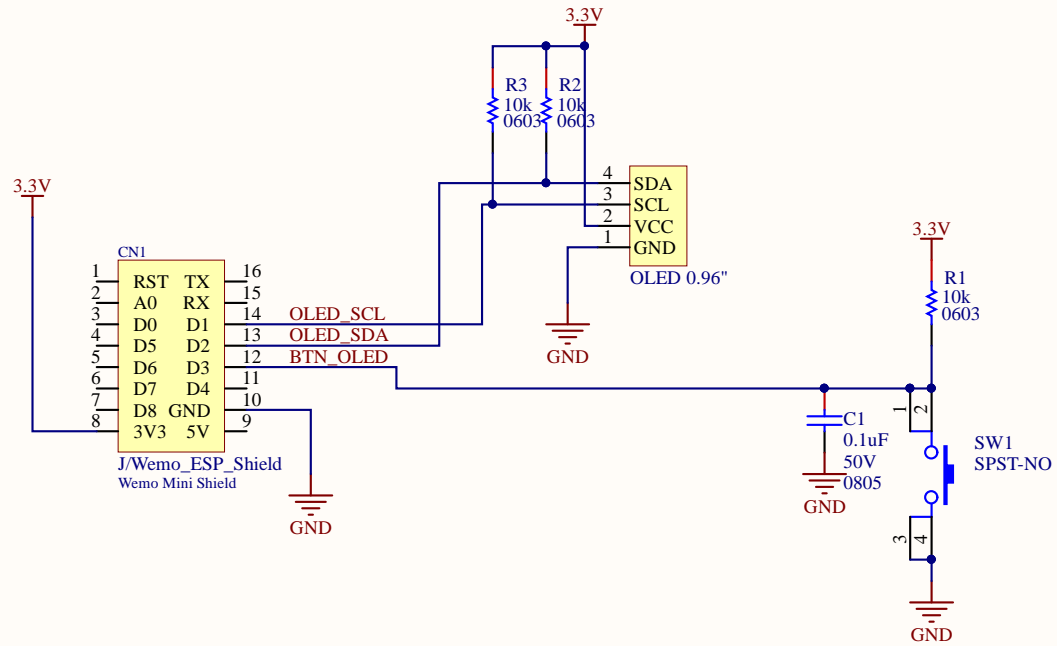 3.3V
R3
10k
0603
R2
10k
0603
4 SDA
3 SCL
2 VCC
1 GND
OLED 0.96"
GND
3.3V
CN1
1 RST TX 16
2 A0 RX 15
3 D0 D1 14
4 D5 D2 13
5 D6 D3 12
6 D7 D4 11
7 D8 GND 10
8 3V3 5V 9
J/Wemo_ESP_Shield
Wemo Mini Shield
OLED_SCL
OLED_SDA
BTN_OLED
GND
3.3V
R1
10k
0603
C1
0.1uF
50V
0805
GND
1
2
SW1
SPST-NO
3
4
GND